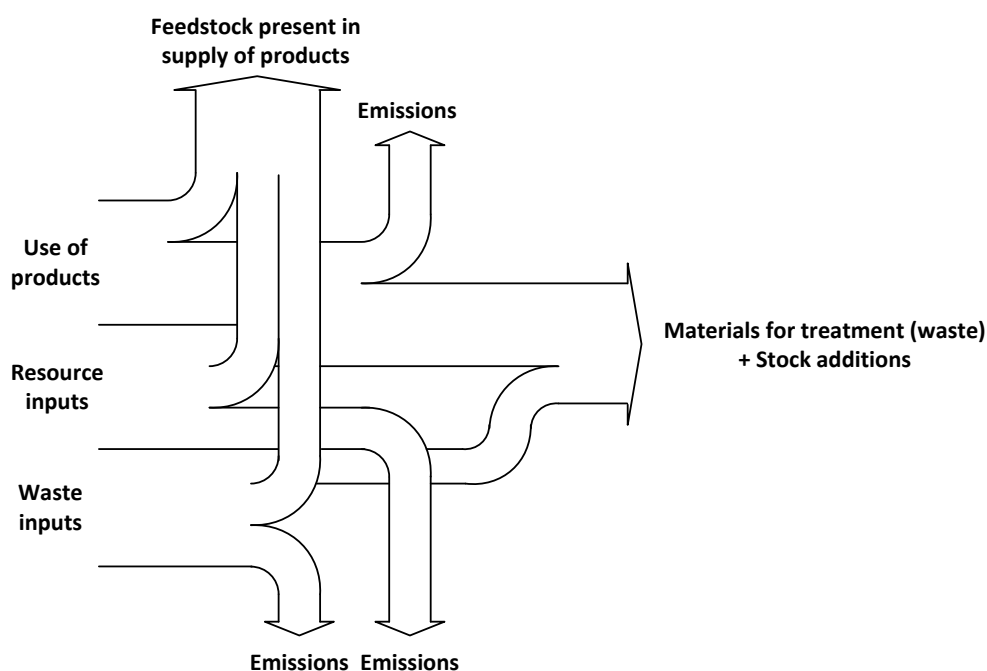 Feedstock present in
supply of products
Emissions
Use of
products
Materials for treatment (waste)
+ Stock additions
Resource
inputs
Waste
inputs
Emissions Emissions